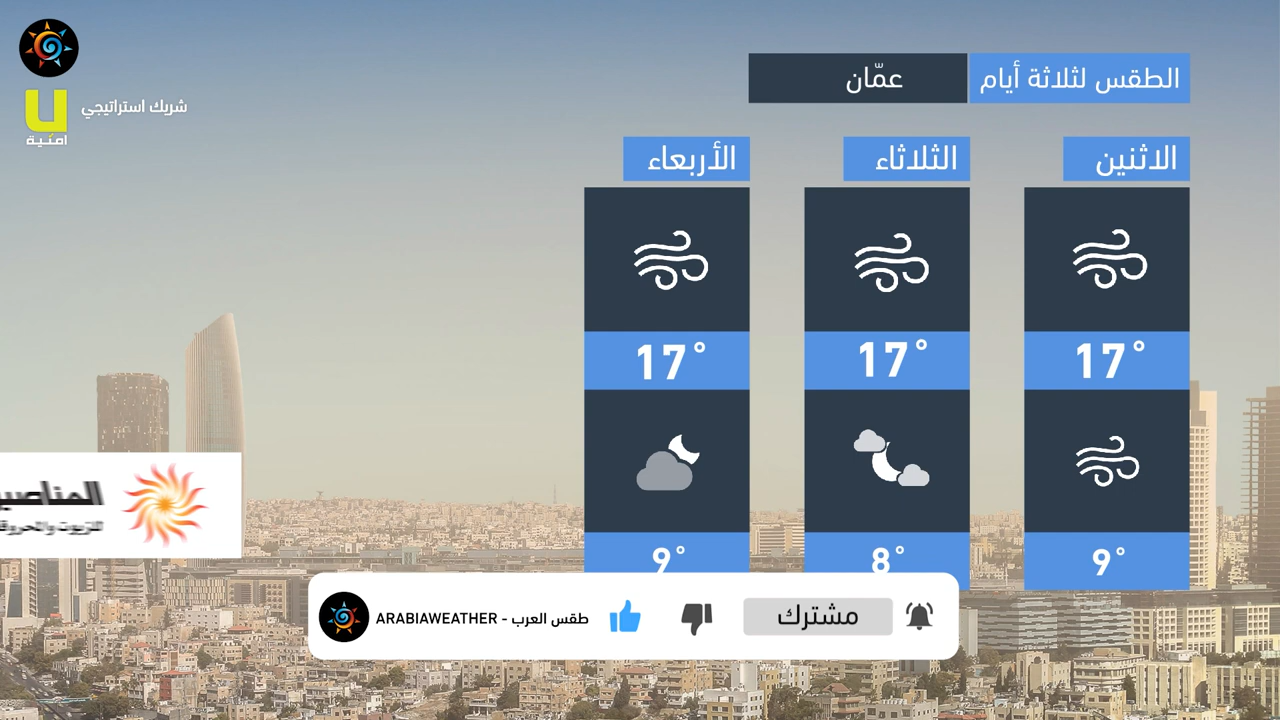 الطقس لثلاثة أيام
عمّان
شريك استراتيجي
U
امنية
الاثنين
الثلاثاء
الأربعاء
17°
17°
17°
9°
8°
9°
للزيوت
ARABIAWEATHER - طقس العرب
مشترك